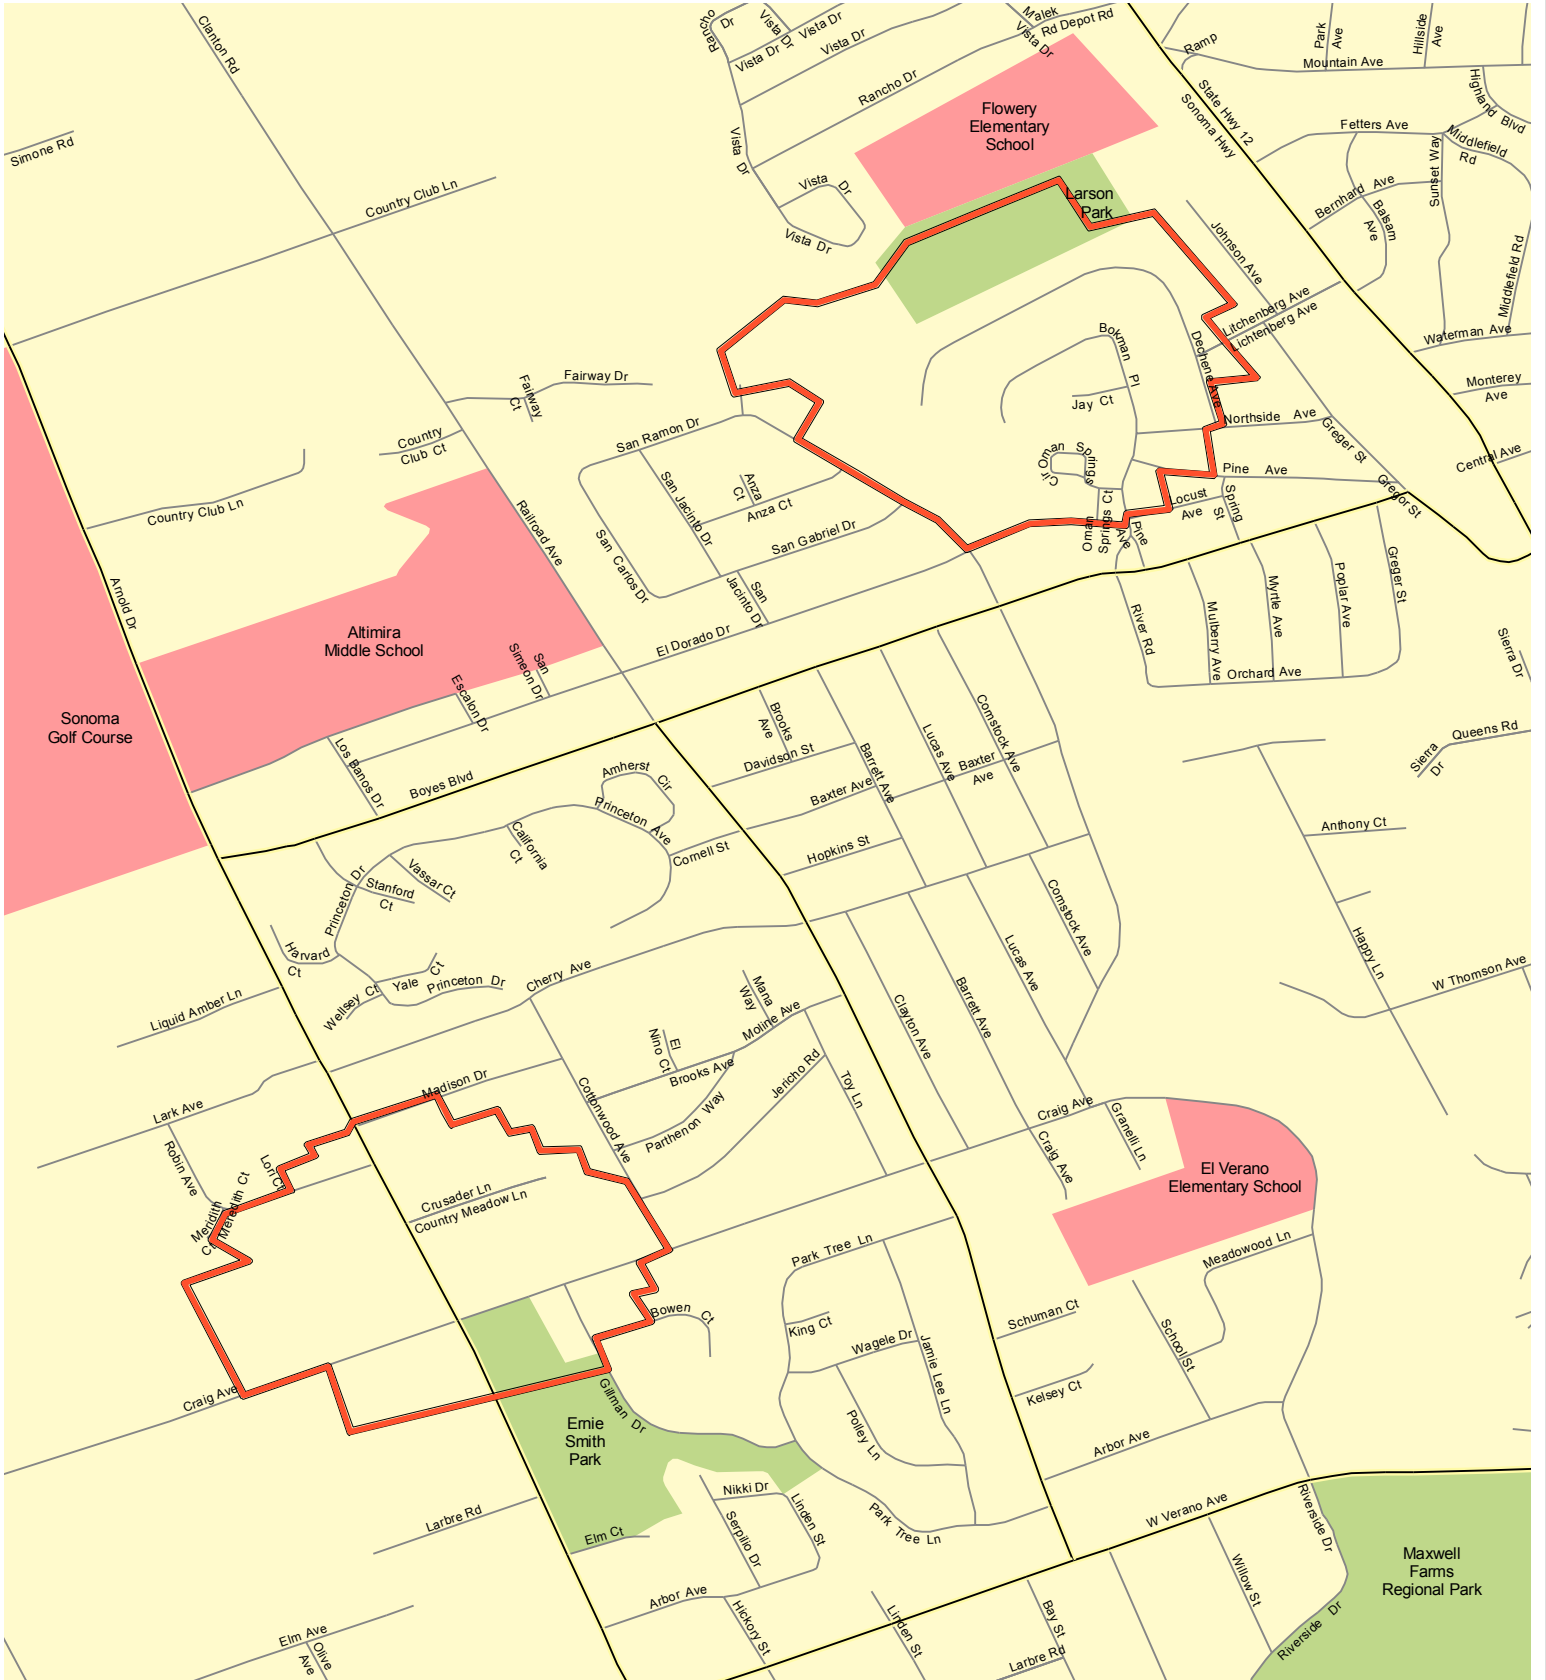 Clanton Rd
Rancho
Dr
Vista Dr
Vista Dr
Vista Dr
Vista Dr
Malek
Rd
Depot Rd
Vista Dr
Rancho Dr
Ramp
Park
Ave
Hillside
Ave
Mountain Ave
State Hwy 12
Sonoma Hwy
Highland Blvd
Fetters Ave
Middlefield
Rd
Simone Rd
Flowery
Elementary
School
Vista Dr
Vista Dr
Vista Dr
Country Club Ln
Larson
Park
Bernhard Ave
Sunset Way
Balsam
Ave
Johnson Ave
Middlefield Rd
Litchenberg Ave
Lichtenberg Ave
Waterman Ave
Dechene Ave
Bokman Pl
Jay Ct
Monterey
Ave
Fairway Dr
Fairway
Ct
Country
Club Ct
San Ramon Dr
Northside Ave
Greger St
Central Ave
Oman Springs
Cir
Pine Ave
Gregor St
Anza
Ct
Anza Ct
San Jacinto Dr
Locust
Ave
Spring
St
Country Club Ln
Railroad Ave
San Gabriel Dr
Oman
Springs Ct
Pine
Ave
San Carlos Dr
San
Jacinto Dr
Arnold Dr
Greger St
Poplar Ave
Myrtle Ave
Mulberry Ave
River Rd
Altimira
Middle School
El Dorado Dr
San
Simeon Dr
Escalon Dr
Orchard Ave
Sierra Dr
Sonoma
Golf Course
Los Banos Dr
Brooks
Ave
Davidson St
Comstock Ave
Lucas Ave
Barrett Ave
Baxter
Ave
Baxter Ave
Queens Rd
Sierra
Dr
Boyes Blvd
Amherst Cir
Princeton Ave
California
Ct
Cornell St
Hopkins St
Anthony Ct
Princeton Dr
Stanford
Ct
Vassar Ct
Comstock Ave
Harvard
Ct
Yale Ct
Wellsey Ct
Princeton Dr
Cherry Ave
Liquid Amber Ln
Lucas Ave
Barrett Ave
Clayton Ave
Happy Ln
W Thomson Ave
Mana
Way
Moline Ave
El
Nino Ct
Brooks Ave
Madison Dr
Cottonwood Ave
Parthenon Way
Jericho Rd
Toy Ln
Lark Ave
Robin Ave
Lori Ct
Craig Ave
Granelli Ln
Craig Ave
El Verano
Elementary School
Meridith
Ct
Meredith Ct
Crusader Ln
Country Meadow Ln
Park Tree Ln
Meadowood Ln
Bowen Ct
King Ct
Wagele Dr
Jamie Lee Ln
Schuman Ct
School St
Kelsey Ct
Craig Ave
Gillman Dr
Ernie
Smith
Park
Polley Ln
Arbor Ave
Larbre Rd
Elm Ct
Nikki Dr
Serpilio Dr
Linden St
Park Tree Ln
W Verano Ave
Riverside Dr
Maxwell
Farms
Regional Park
Willow St
Riverside Dr
Arbor Ave
Hickory St
Linden St
Bay St
Larbre Rd
Elm Ave
Olive
Ave